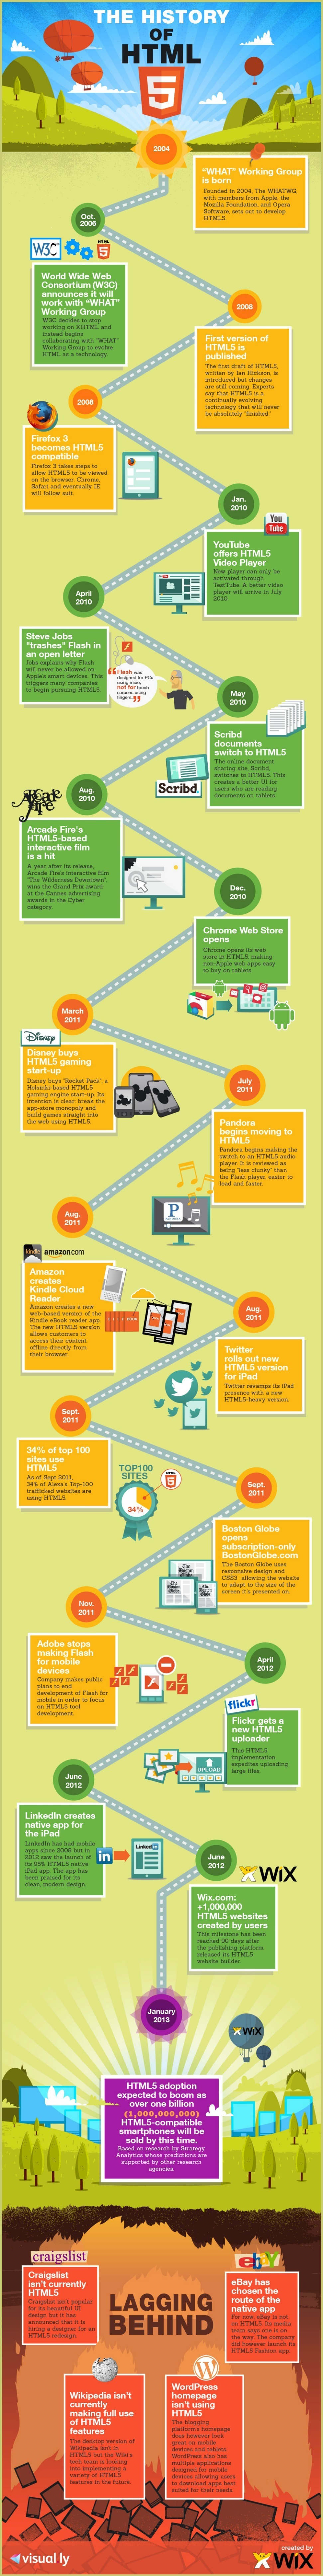 THE HISTORY
OF
HTML
5
2004
"WHAT" Working Group
is born
Founded in 2004, The WHATWG,
with members from Apple, the
Mozilla Foundation, and Opera
Software, sets out to develop
HTML5.
Oct.
2006
W3C
HTML
5
World Wide Web
Consortium (W3C)
announces it will
work with "WHAT"
Working Group
W3C decides to stop
working on XHTML and
instead begins
collaborating with "WHAT"
Working Group to evolve
HTML as a technology.
2008
First version of
HTML5 is
published
The first draft of HTML5,
written by Ian Hickson, is
introduced but changes
are still coming. Experts
say that HTML5 is a
continually evolving
technology that will never
be absolutely "finished."
2008
Firefox 3
becomes HTML5
compatible
Firefox 3 takes steps to
allow HTML5 to be viewed
on the browser. Chrome,
Safari and eventually IE
will follow suit.
Jan.
2010
You
Tube
YouTube
offers HTML5
Video Player
New player can only be
activated through
TestTube. A better video
player will arrive in July
2010.
April
2010
Steve Jobs
"trashes" Flash in
an open letter
Jobs explains why Flash
will never be allowed on
Apple's smart devices. This
triggers many companies
to begin pursuing HTML5.
"Flash was
designed for PCs
using mice,
not for touch
screens using
fingers."
May
2010
Scribd
documents
switch to HTML5
The online document
sharing site, Scribd,
switches to HTML5. This
creates a better UI for
users who are reading
documents on tablets.
Scribd.
Aug.
2010
Arcade Fire
Arcade Fire's
HTML5-based
interactive film
is a hit
A year after its release,
Arcade Fire's interactive film
"The Wilderness Downtown",
wins the Grand Prix award
at the Cannes advertising
awards in the Cyber
category.
Dec.
2010
Chrome Web Store
opens
Chrome opens its web
store in HTML5, making
non-Apple web apps easy
to buy on tablets.
March
2011
Disney
Disney buys
HTML5 gaming
start-up
Disney buys "Rocket Pack", a
Helsinki-based HTML5
gaming engine start-up. Its
intention is clear: break the
app-store monopoly and
build games straight into
the web using HTML5.
July
2011
Pandora
begins moving to
HTML5
Pandora begins making the
switch to an HTML5 audio
player. It is reviewed as
being "less clunky" than
the Flash player, easier to
load and faster.
P
Aug.
2011
kindle
amazon.com
Amazon
creates
Kindle Cloud
Reader
Amazon creates a new
web-based version of the
Kindle eBook reader app.
The new HTML5 version
allows customers to
access their content
offline directly from
their browser.
Aug.
2011
Twitter
rolls out new
HTML5 version
for iPad
Twitter revamps its iPad
presence with a new
HTML5-heavy version.
Sept.
2011
34% of top 100
sites use
HTML5
As of Sept 2011,
34% of Alexa's Top-100
trafficked websites are
using HTML5.
TOP100
SITES
HTML
5
34%
Sept.
2011
Boston Globe
opens
subscription-only
BostonGlobe.com
The Boston Globe uses
responsive design and
CSS3 allowing the website
to adapt to the size of the
screen it's presented on.
Nov.
2011
Adobe stops
making Flash
for mobile
devices
Company makes public
plans to end
development of Flash for
mobile in order to focus
on HTML5 tool
development.
April
2012
flickr
Flickr gets a
new HTML5
uploader
This HTML5
implementation
expedites uploading
large files.
UPLOAD
June
2012
LinkedIn creates
native app for
the iPad
LinkedIn has had mobile
apps since 2008 but in
2012 saw the launch of
its 95% HTML5 native
iPad app. The app has
been praised for its
clean, modern design.
in
Linked
June
2012
WiX
Wix.com:
+1,000,000
HTML5 websites
created by users
This milestone has been
reached 90 days after
the publishing platform
released its HTML5
website builder.
January
2013
WiX
HTML5 adoption
expected to boom as
over one billion
(1,000,000,000)
HTML5-compatible
smartphones will be
sold by this time.
Based on research by Strategy
Analytics whose predictions are
supported by other research
agencies.
craigslist
Craigslist
isn't currently
HTML5
Craigslist isn't popular
for its beautiful UI
design but it has
announced that it is
hiring a designer for an
HTML5 redesign.
LAGGING
BEHIND
ebY
eBay has
chosen the
route of the
native app
For now, eBay is not
on HTML5. Its media
team says one is on
the way. The company
did however launch its
HTML5 Fashion app.
Wikipedia isn't
currently
making full use
of HTML5
features
The desktop version of
Wikipedia isn't in
HTML5 but the Wiki's
tech team is looking
into implementing a
variety of HTML5
features in the future.
WordPress
homepage
isn't using
HTML5
The blogging
platform's homepage
does however look
great on mobile
devices and tablets.
WordPress also has
multiple applications
designed for mobile
devices allowing users
to download apps best
suited for their needs.
visual ly
created by
WiX